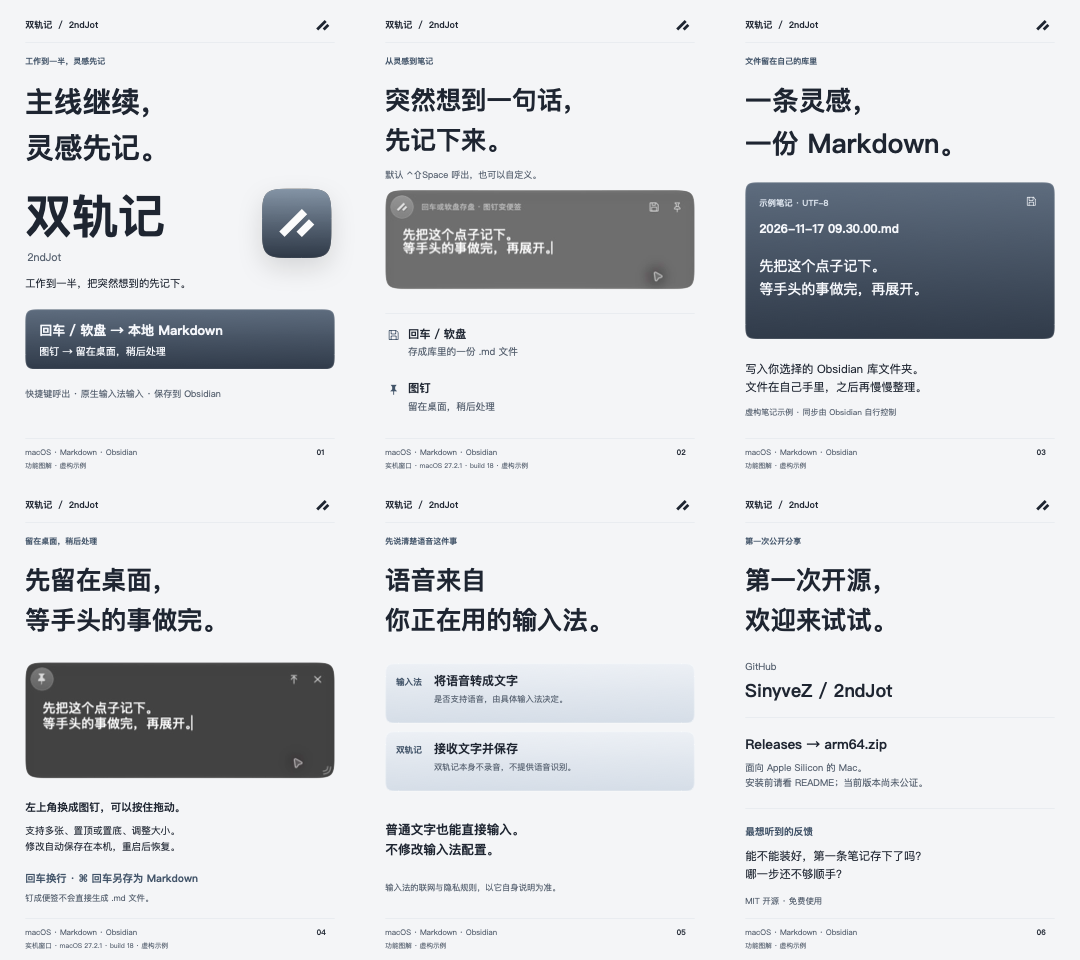 双轨记 / 2ndJot
工作到一半，灵感先记
主线继续，
灵感先记。
双轨记
2ndJot
工作到一半，把突然想到的先记下。
回车 / 软盘 → 本地 Markdown
图钉 → 留在桌面，稍后处理
快捷键呼出 · 原生输入法输入 · 保存到 Obsidian
macOS · Markdown · Obsidian
01
功能图解 · 虚构示例
双轨记 / 2ndJot
从灵感到笔记
突然想到一句话，
先记下来。
默认 ⌃⇧Space 呼出，也可以自定义。
回车或软盘存盘 · 图钉变便签
先把这个点子记下。
等手头的事做完，再展开。
回车 / 软盘
存成库里的一份 .md 文件
图钉
留在桌面，稍后处理
macOS · Markdown · Obsidian
02
实机窗口 · macOS 27.2.1 · build 18 · 虚构示例
双轨记 / 2ndJot
文件留在自己的库里
一条灵感，
一份 Markdown。
示例笔记 · UTF-8
2026-11-17 09.30.00.md
先把这个点子记下。
等手头的事做完，再展开。
写入你选择的 Obsidian 库文件夹。
文件在自己手里，之后再慢慢整理。
虚构笔记示例 · 同步由 Obsidian 自行控制
macOS · Markdown · Obsidian
03
功能图解 · 虚构示例
双轨记 / 2ndJot
留在桌面，稍后处理
先留在桌面，
等手头的事做完。
先把这个点子记下。
等手头的事做完，再展开。
左上角换成图钉，可以按住拖动。
支持多张、置顶或置底、调整大小。
修改自动保存在本机，重启后恢复。
回车换行 · ⌘ 回车另存为 Markdown
钉成便签不会直接生成 .md 文件。
macOS · Markdown · Obsidian
04
实机窗口 · macOS 27.2.1 · build 18 · 虚构示例
双轨记 / 2ndJot
先说清楚语音这件事
语音来自
你正在用的输入法。
输入法
将语音转成文字
是否支持语音，由具体输入法决定。
双轨记
接收文字并保存
双轨记本身不录音，不提供语音识别。
普通文字也能直接输入。
不修改输入法配置。
输入法的联网与隐私规则，以它自身说明为准。
macOS · Markdown · Obsidian
05
功能图解 · 虚构示例
双轨记 / 2ndJot
第一次公开分享
第一次开源，
欢迎来试试。
GitHub
SinyveZ / 2ndJot
Releases → arm64.zip
面向 Apple Silicon 的 Mac。
安装前请看 README；当前版本尚未公证。
最想听到的反馈
能不能装好，第一条笔记存下了吗？
哪一步还不够顺手？
MIT 开源 · 免费使用
macOS · Markdown · Obsidian
06
功能图解 · 虚构示例